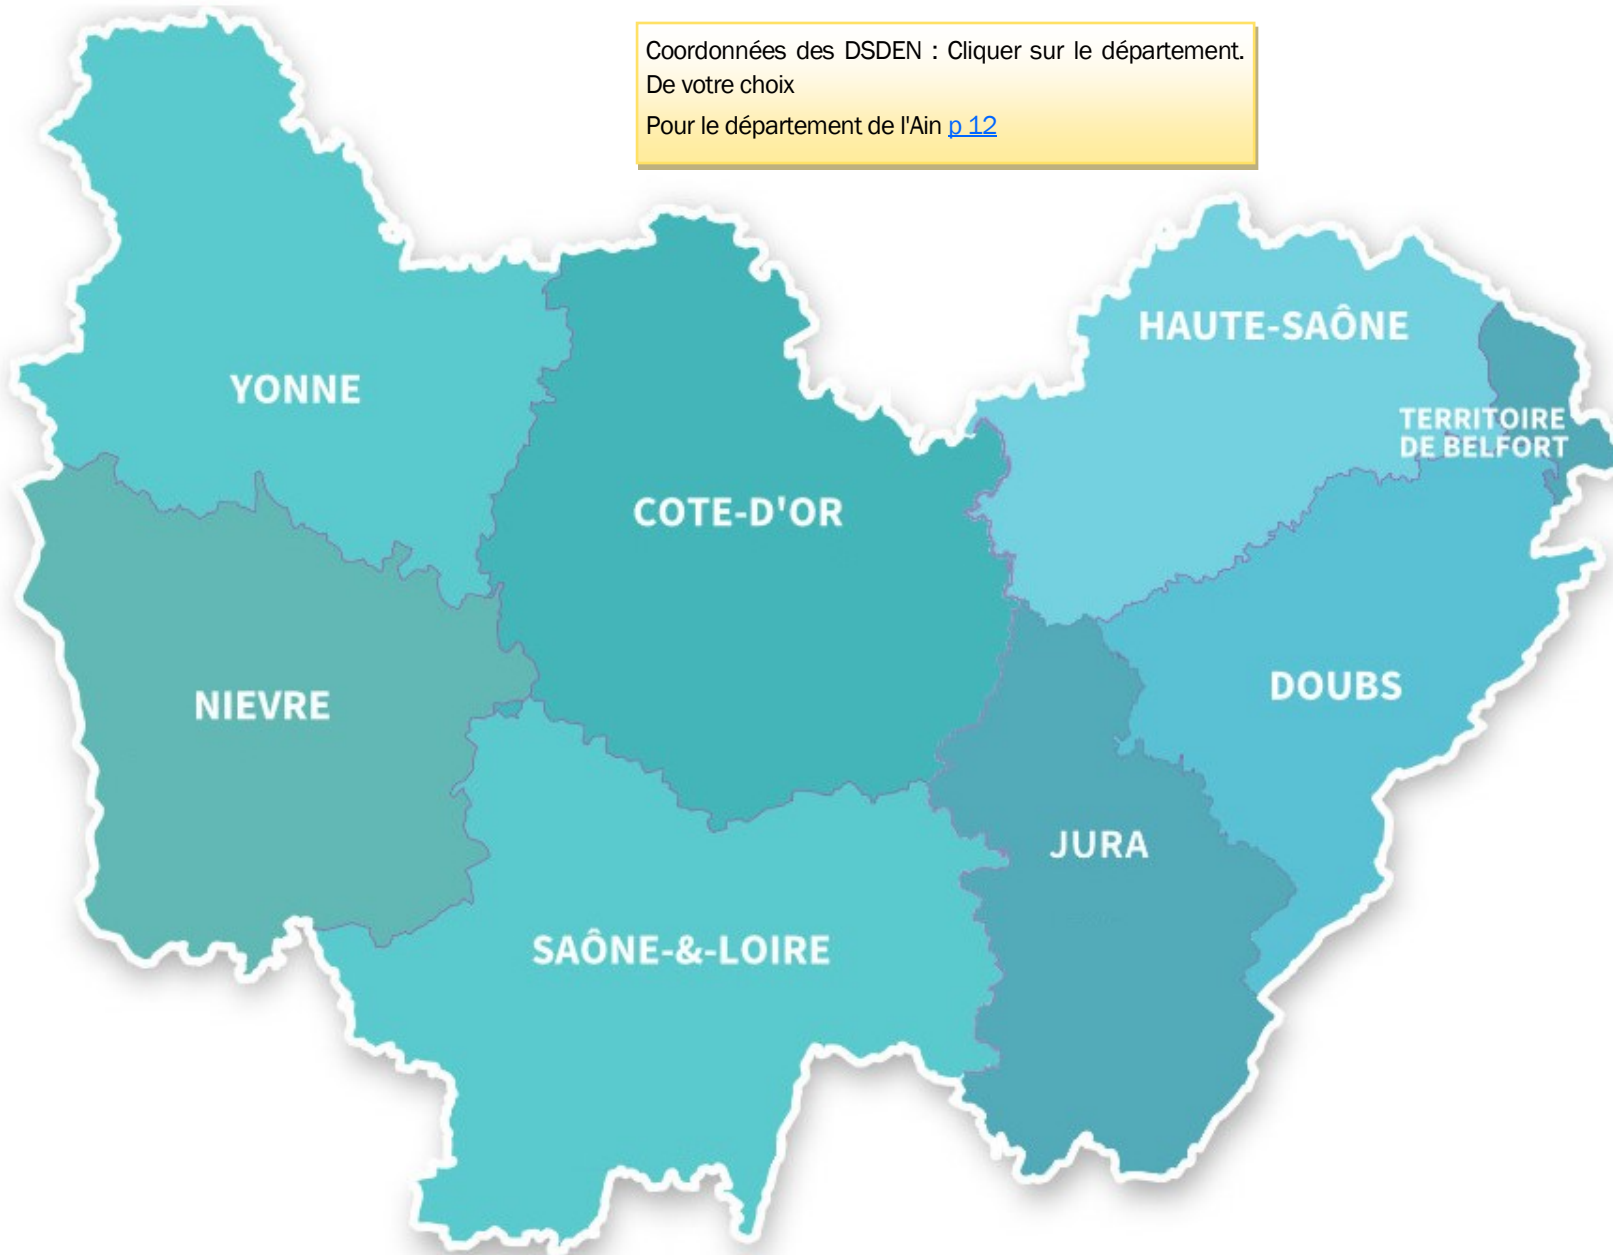 Coordonnées des DSDEN : Cliquer sur le département.
De votre choix
Pour le département de l'Ain p 12
HAUTE-SAÔNE
YONNE
TERRITOIRE
DE BELFORT
COTE-D'OR
DOUBS
NIEVRE
JURA
SAÔNE-&-LOIRE